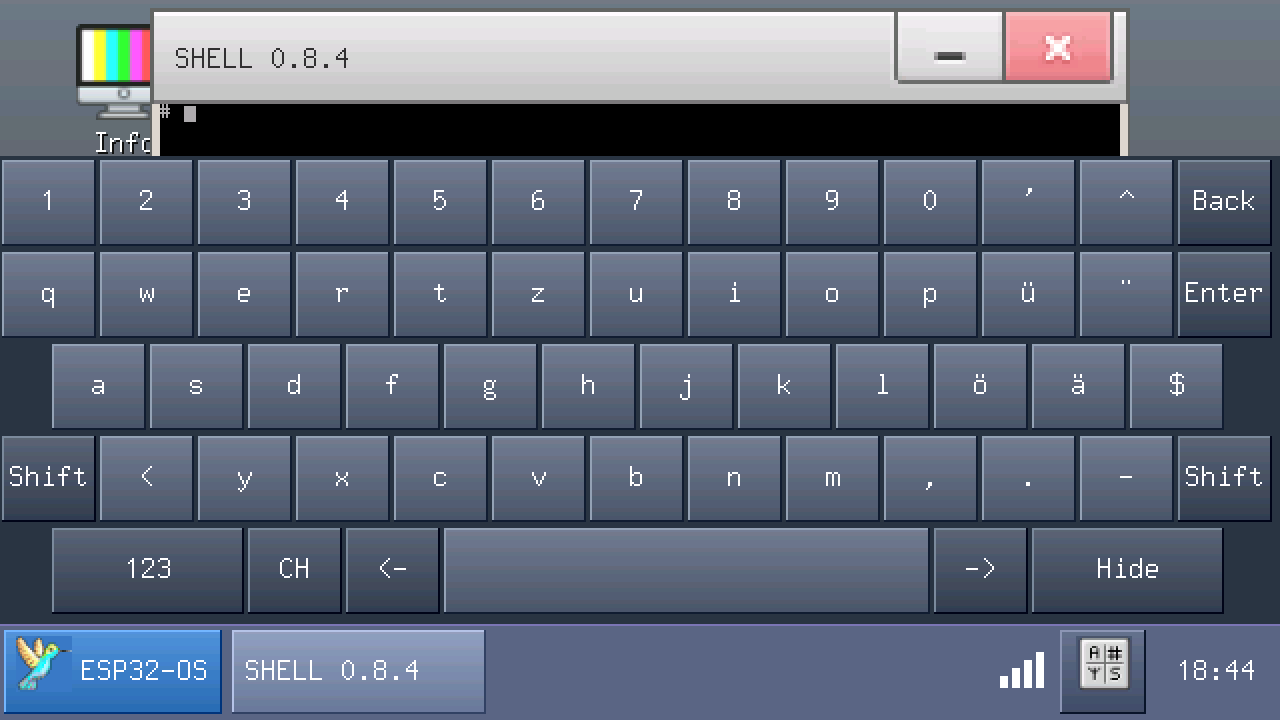 SHELL 0.8.4
#
1 2 3 4 5 6 7 8 9 0 ' ^ Back
q w e r t z u i o p ü ¨ Enter
a s d f g h j k l ö ä $
Shift < y x c v b n m , . - Shift
123 CH <- -> Hide
ESP32-OS SHELL 0.8.4 A # Y S 18:44